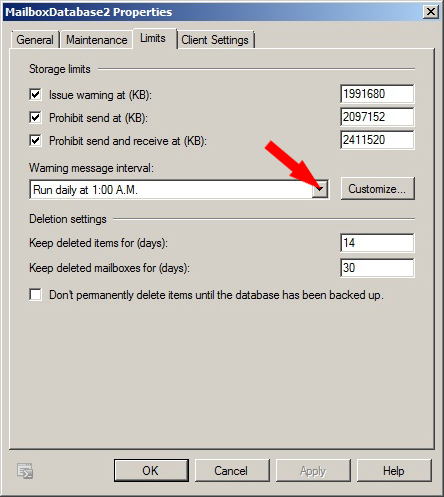 MailboxDatabase2 Properties
General Maintenance Limits Client Settings
Storage limits
Issue warning at (KB): 1991680
Prohibit send at (KB): 2097152
Prohibit send and receive at (KB): 2411520
Warning message interval:
Run daily at 1:00 A.M. Customize...
Deletion settings
Keep deleted items for (days): 14
Keep deleted mailboxes for (days): 30
Don't permanently delete items until the database has been backed up.
OK Cancel Apply Help